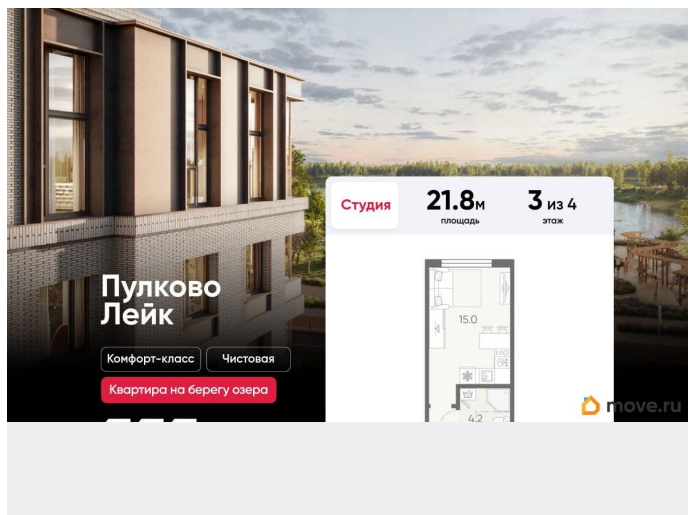 Студия
21.8м
площадь
3 из 4
этаж
Пулково
Лейк
15.0
Комфорт-класс
Чистовая
Квартира на берегу озера
4.2
move.ru